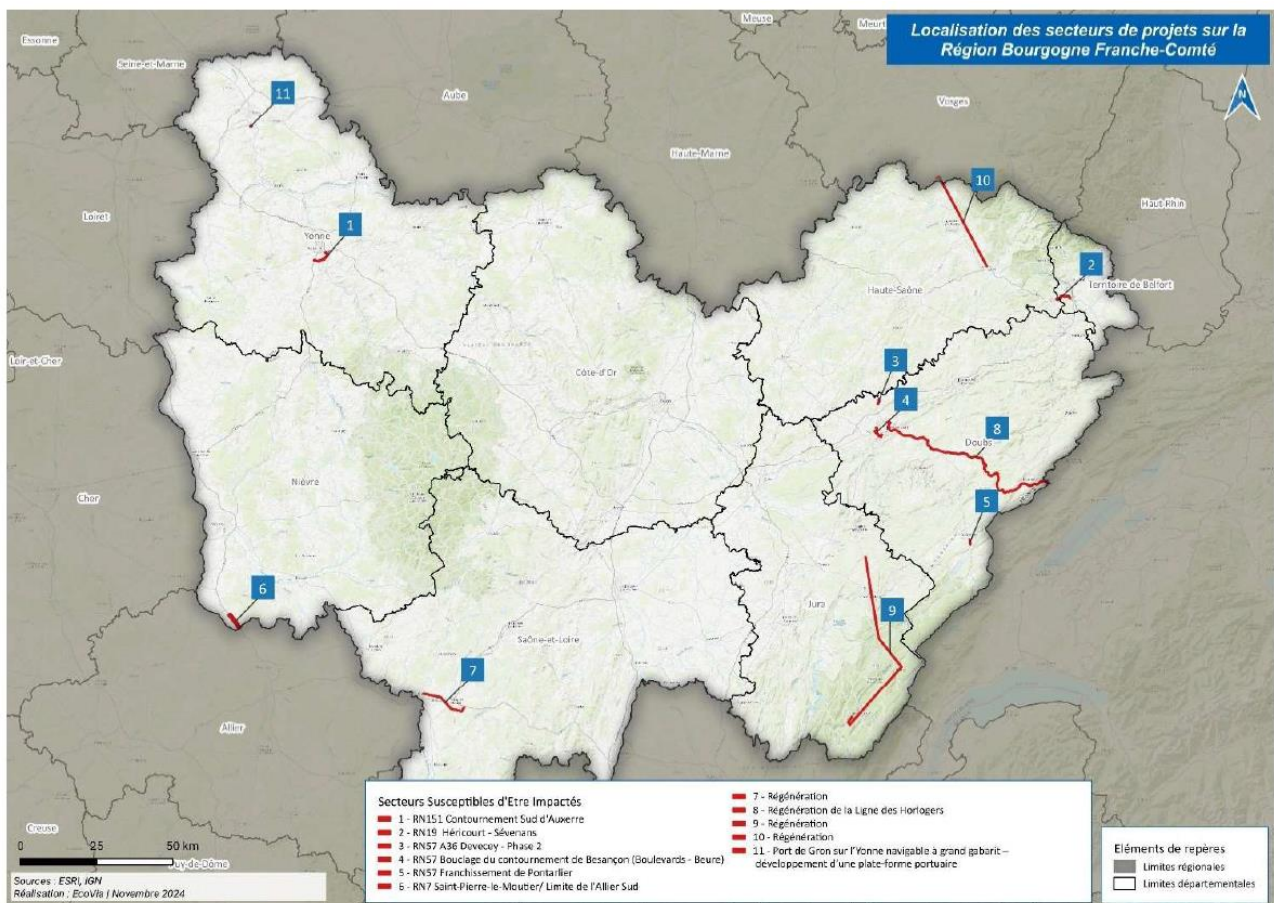 Localisation des secteurs de projets sur la
Région Bourgogne Franche-Comté
N
Essonne
Seine-et-Marne
Meuse
Aube
Vosges
Haute-Marne
Haut-Rhin
Loiret
Yonne
Haute-Saône
Territoire de Belfort
Loir-et-Cher
Côte-d'Or
Doubs
Nièvre
Cher
Jura
Saône-et-Loire
Allier
Creuse
Puy-de-Dôme
11
1
10
2
3
4
8
5
6
9
7
0
50 km
Sources : ESRI, IGN
Réalisation : EcoVia | Novembre 2024
Secteurs Susceptibles d'Etre Impactés
1 - RN151 Contournement Sud d'Auxerre
2 - RN19 Héricourt - Sévenans
3 - RN57 A36 Devecey - Phase 2
4 - RN57 Bouclage du contournement de Besançon (Boulevards - Beure)
5 - RN57 Franchissement de Pontarlier
6 - RN7 Saint-Pierre-le-Moutier/ Limite de l'Allier Sud
7 - Régénération
8 - Régénération de la Ligne des Horlogers
9 - Régénération
10 - Régénération
11 - Port de Gron sur l'Yonne navigable à grand gabarit –
développement d'une plate-forme portuaire
Eléments de repères
Limites régionales
Limites départementales